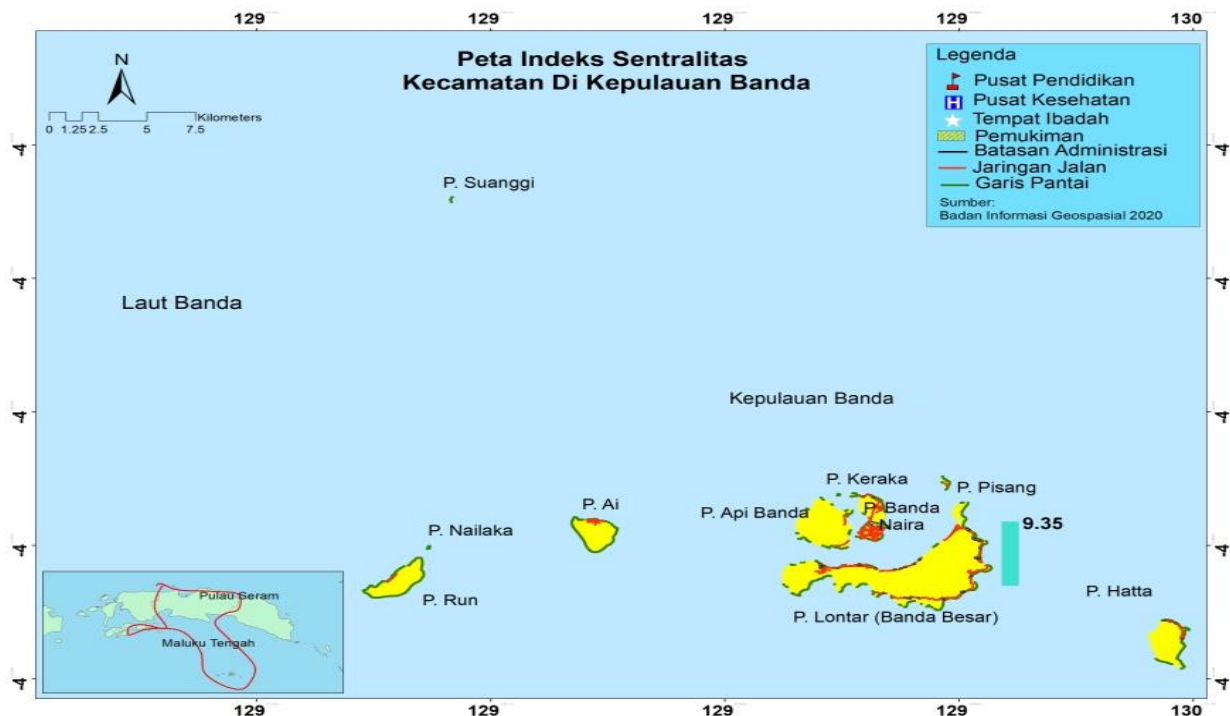 129 129 129 129 130
Peta Indeks Sentralitas
Kecamatan Di Kepulauan Banda
N
Kilometers
0 1.25 2.5 5 7.5
Legenda
Pusat Pendidikan
H Pusat Kesehatan
Tempat Ibadah
Pemukiman
Batasan Administrasi
Jaringan Jalan
Garis Pantai
Sumber:
Badan Informasi Geospasial 2020
-4 -4
P. Suanggi
-4 -4
Laut Banda
Kepulauan Banda
-4 -4
P. Keraka
P. Pisang
P. Ai
P. Api Banda
P. Banda
Naira
9.35
P. Nailaka
-4 -4
P. Run
P. Hatta
P. Lontar (Banda Besar)
Pulau Seram
Maluku Tengah
-4 -4
129 129 129 129 130